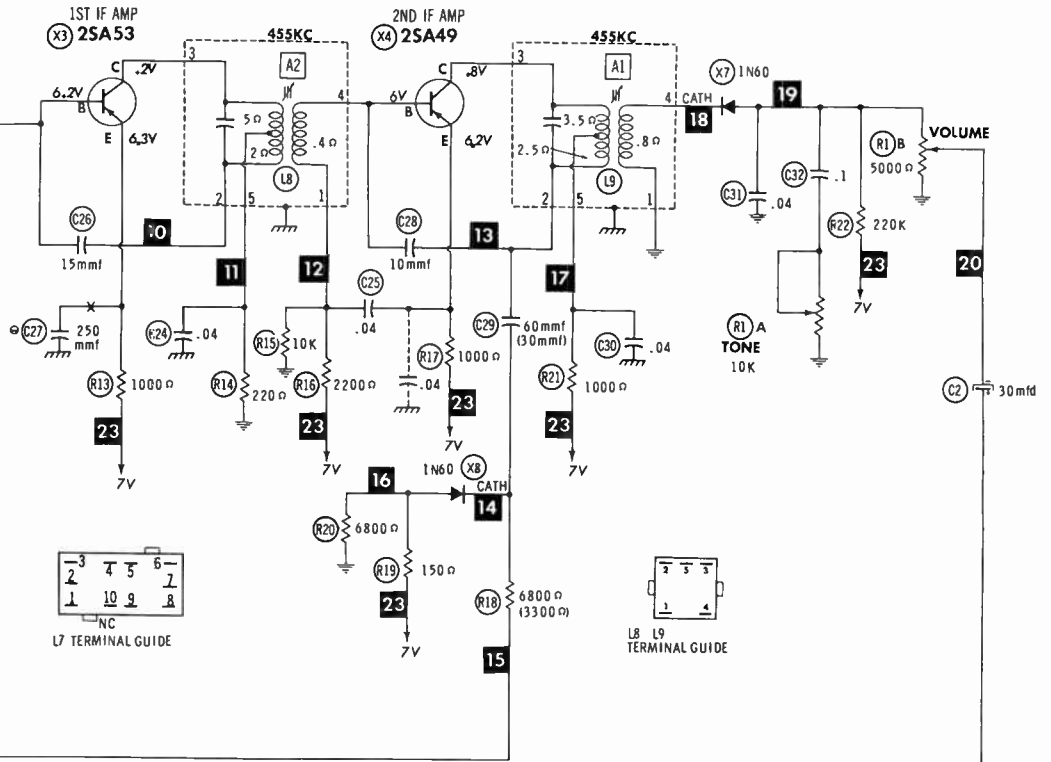 1ST IF AMP
X3 2SA53
2ND IF AMP
X4 2SA49
455KC
455KC
3
A2
3
A1
X7 1N60
C
.2V
C
.8V
6.2V
B
4
6V
B
4
CATH
18
19
E
6.3V
5Ω
2Ω
.4Ω
E
6.2V
3.5Ω
2.5Ω
.8Ω
R1 B
5000Ω
VOLUME
L8
L9
C32
.1
C31
.04
2
5
1
2
5
1
C26
15mmf
10
C28
10mmf
13
R22
220K
11
12
17
23
20
C25
.04
7V
C27
250
mmf
X
C24
.04
R15
10K
R17
1000Ω
C29
60mmf
(30mmf)
C30
.04
R1 A
TONE
10K
R13
1000Ω
R14
220Ω
R16
2200Ω
.04
R21
1000Ω
C2
30mfd
23
23
23
23
7V
7V
7V
7V
1N60
X8
16
CATH
14
R20
6800Ω
R19
150Ω
23
7V
R18
6800Ω
(3300Ω)
15
3
4
5
6
2
7
1
10
9
8
NC
L7 TERMINAL GUIDE
2
5
3
1
4
L8 L9
TERMINAL GUIDE